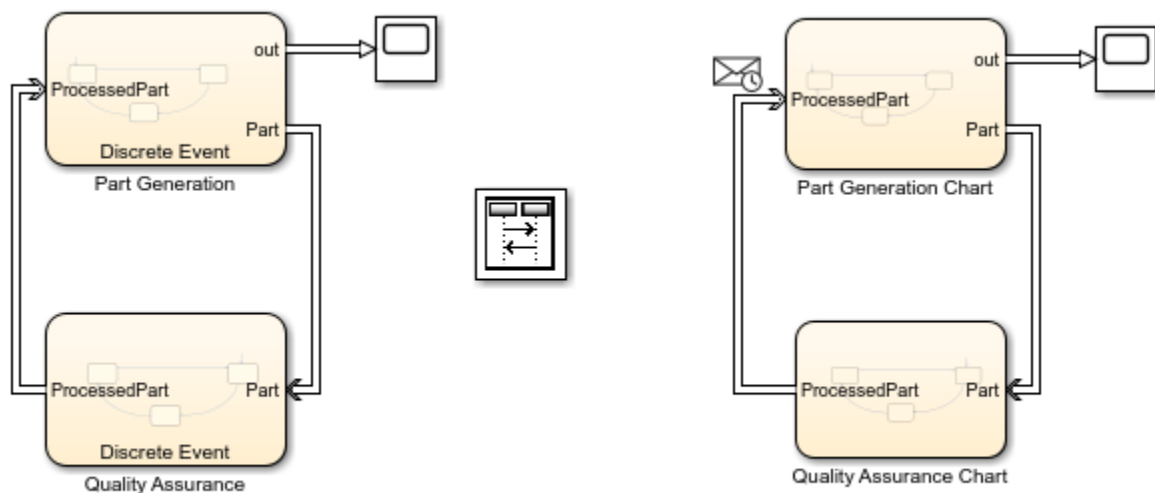 out
ProcessedPart
Part
Discrete Event
Part Generation
ProcessedPart
Part
Discrete Event
Quality Assurance
out
ProcessedPart
Part
Part Generation Chart
ProcessedPart
Part
Quality Assurance Chart